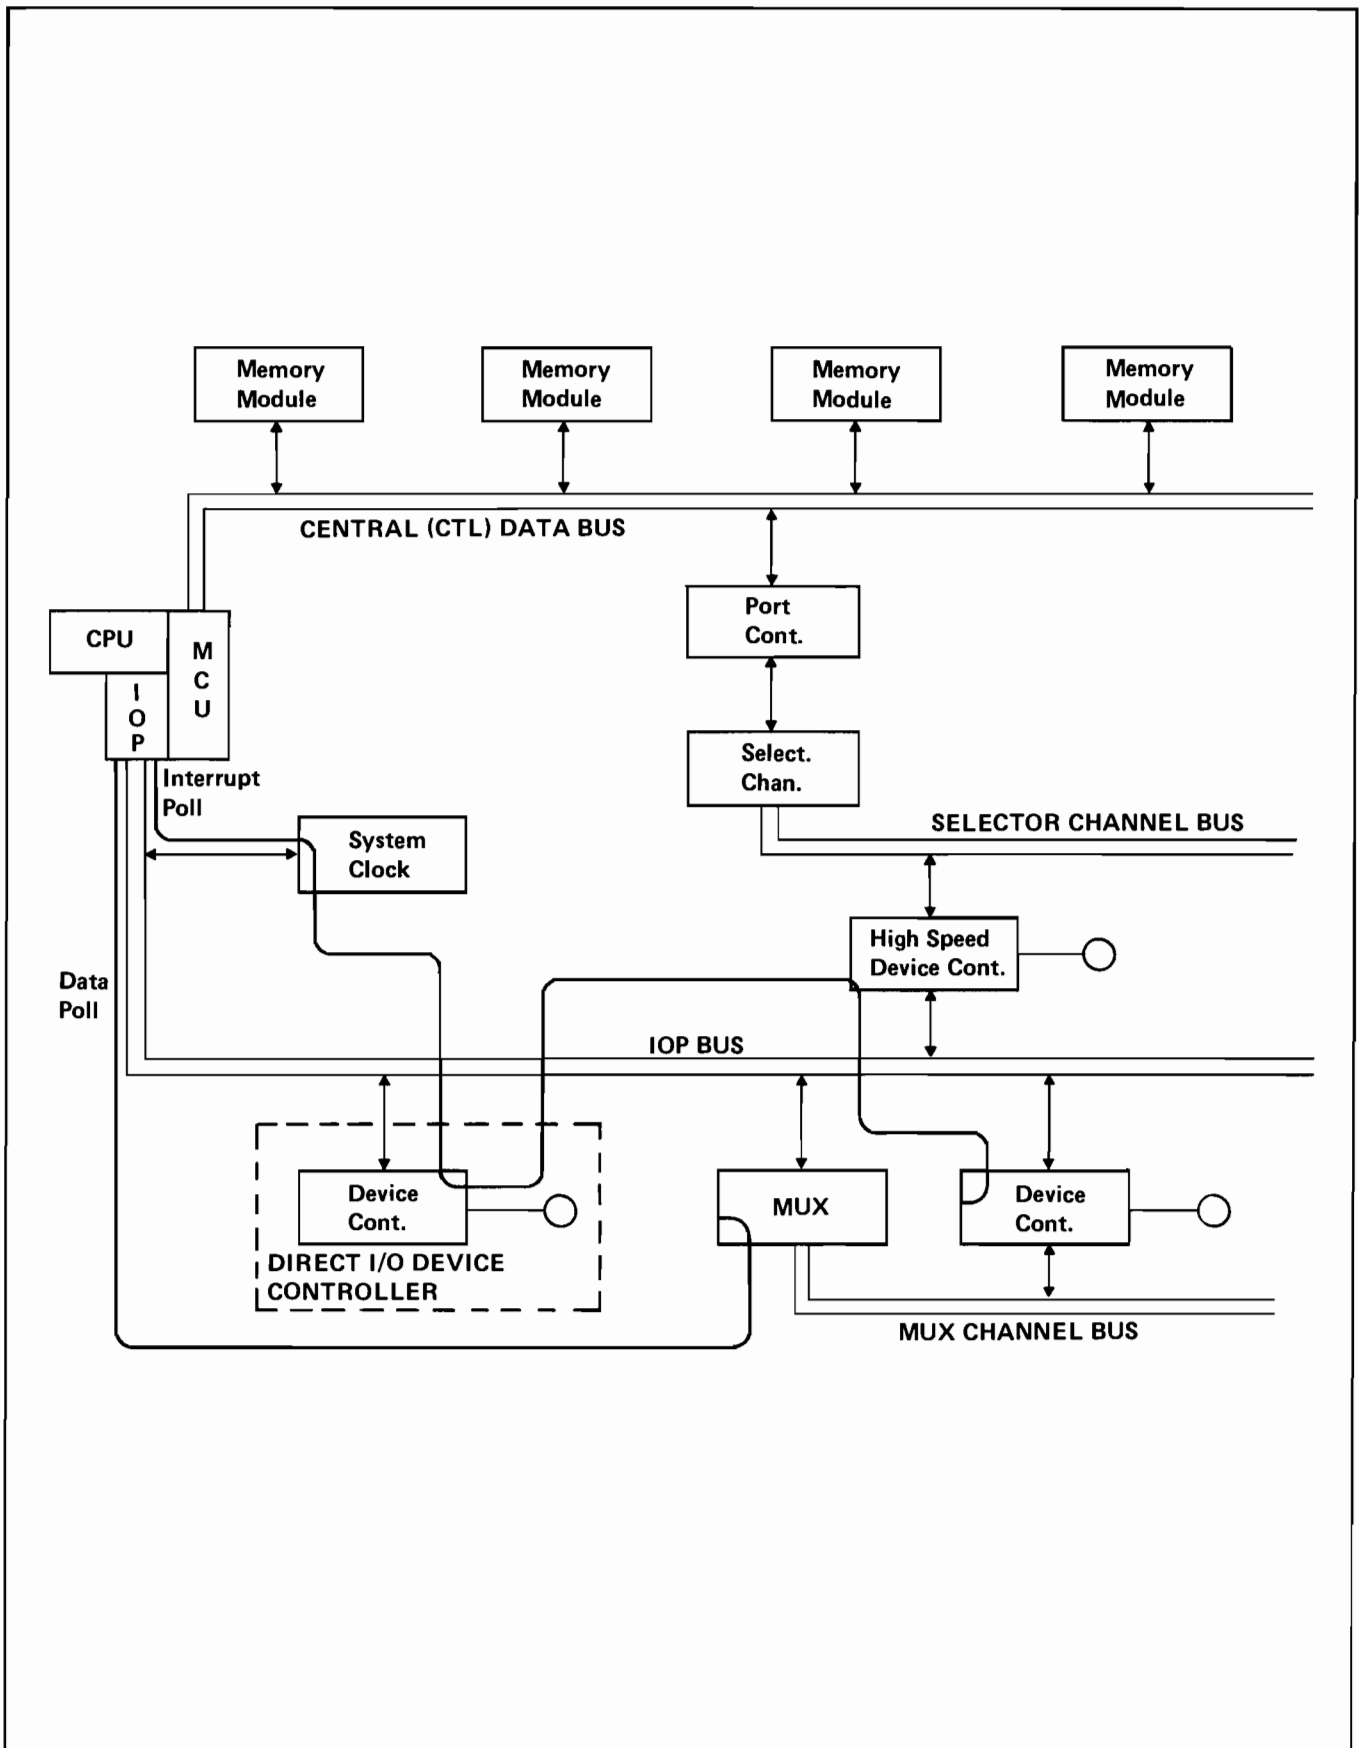 Memory
Module
Memory
Module
Memory
Module
Memory
Module
CENTRAL (CTL) DATA BUS
Port
Cont.
CPU
M
C
U
I
O
P
Select.
Chan.
Interrupt
Poll
SELECTOR CHANNEL BUS
System
Clock
High Speed
Device Cont.
Data
Poll
IOP BUS
Device
Cont.
MUX
Device
Cont.
DIRECT I/O DEVICE
CONTROLLER
MUX CHANNEL BUS